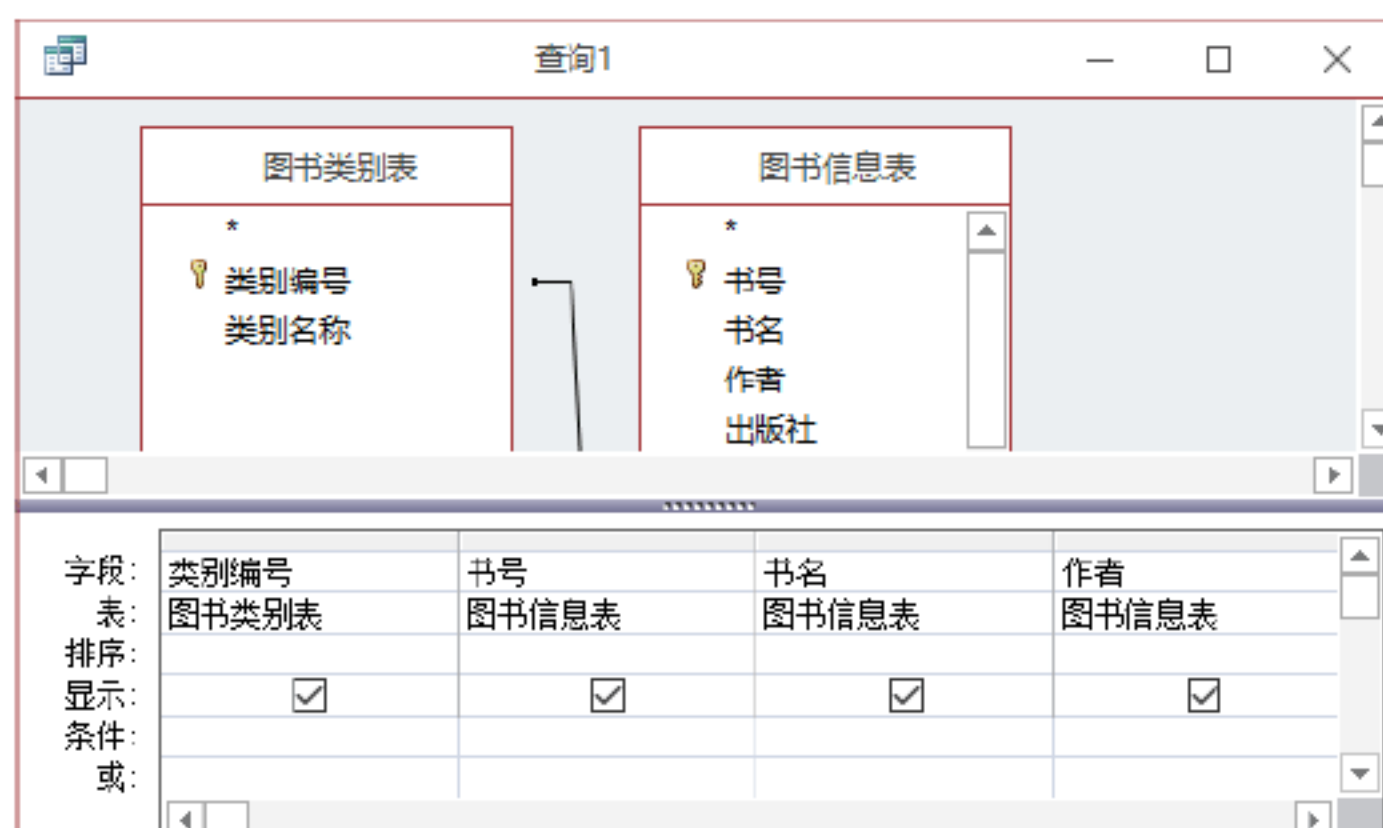 查询1
图书类别表
*
类别编号
类别名称
图书信息表
*
书号
书名
作者
出版社
字段: 类别编号 书号 书名 作者
表: 图书类别表 图书信息表 图书信息表 图书信息表
排序:
显示:
条件:
或: